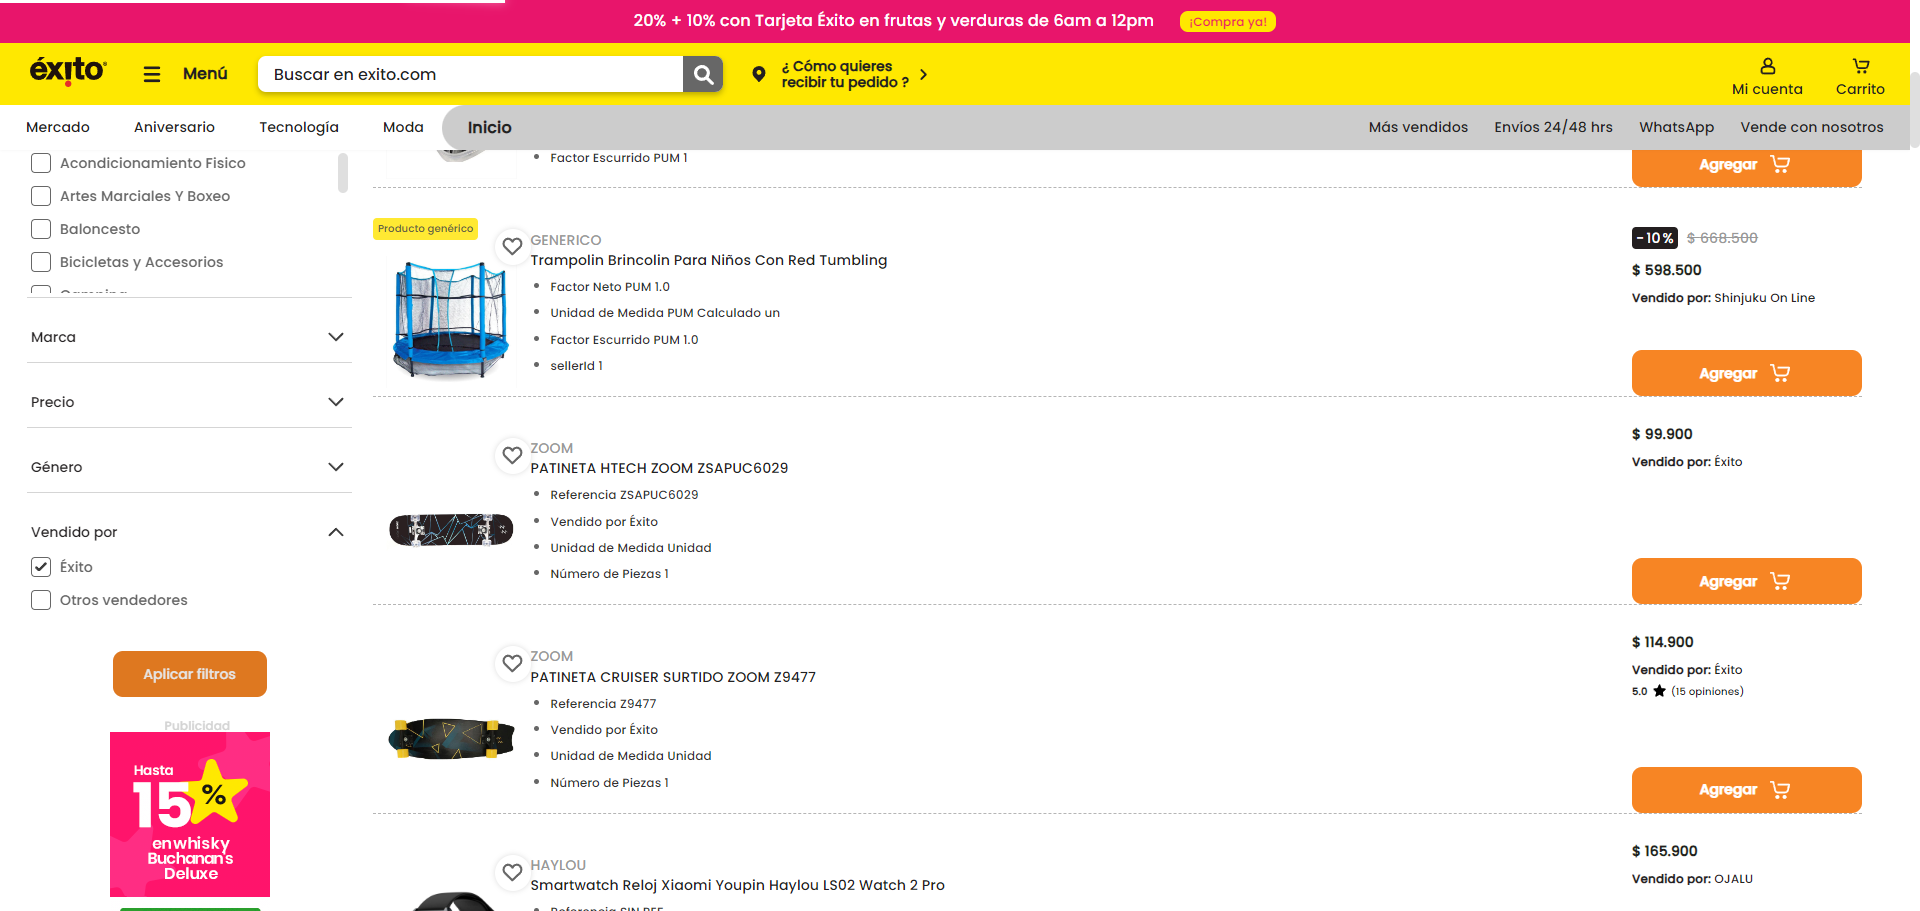 20% + 10% con Tarjeta Éxito en frutas y verduras de 6am a 12pm
¡Compra ya!
éxito
Menú
Buscar en exito.com
¿ Cómo quieres
recibir tu pedido ?
Mi cuenta
Carrito
Mercado
Aniversario
Tecnología
Moda
Inicio
Más vendidos
Envíos 24/48 hrs
WhatsApp
Vende con nosotros
Acondicionamiento Fisico
Artes Marciales Y Boxeo
Baloncesto
Bicicletas y Accesorios
Marca
Precio
Género
Vendido por
Éxito
Otros vendedores
Aplicar filtros
Publicidad
Hasta
15%
en whisky
Buchanan's
Deluxe
Factor Escurrido PUM 1
Agregar
Producto genérico
GENERICO
Trampolin Brincolin Para Niños Con Red Tumbling
Factor Neto PUM 1.0
Unidad de Medida PUM Calculado un
Factor Escurrido PUM 1.0
sellerId 1
-10%
$ 668.500
$ 598.500
Vendido por: Shinjuku On Line
Agregar
ZOOM
PATINETA HTECH ZOOM ZSAPUC6029
Referencia ZSAPUC6029
Vendido por Éxito
Unidad de Medida Unidad
Número de Piezas 1
$ 99.900
Vendido por: Éxito
Agregar
ZOOM
PATINETA CRUISER SURTIDO ZOOM Z9477
Referencia Z9477
Vendido por Éxito
Unidad de Medida Unidad
Número de Piezas 1
$ 114.900
Vendido por: Éxito
5.0 (15 opiniones)
Agregar
HAYLOU
Smartwatch Reloj Xiaomi Youpin Haylou LS02 Watch 2 Pro
$ 165.900
Vendido por: OJALU